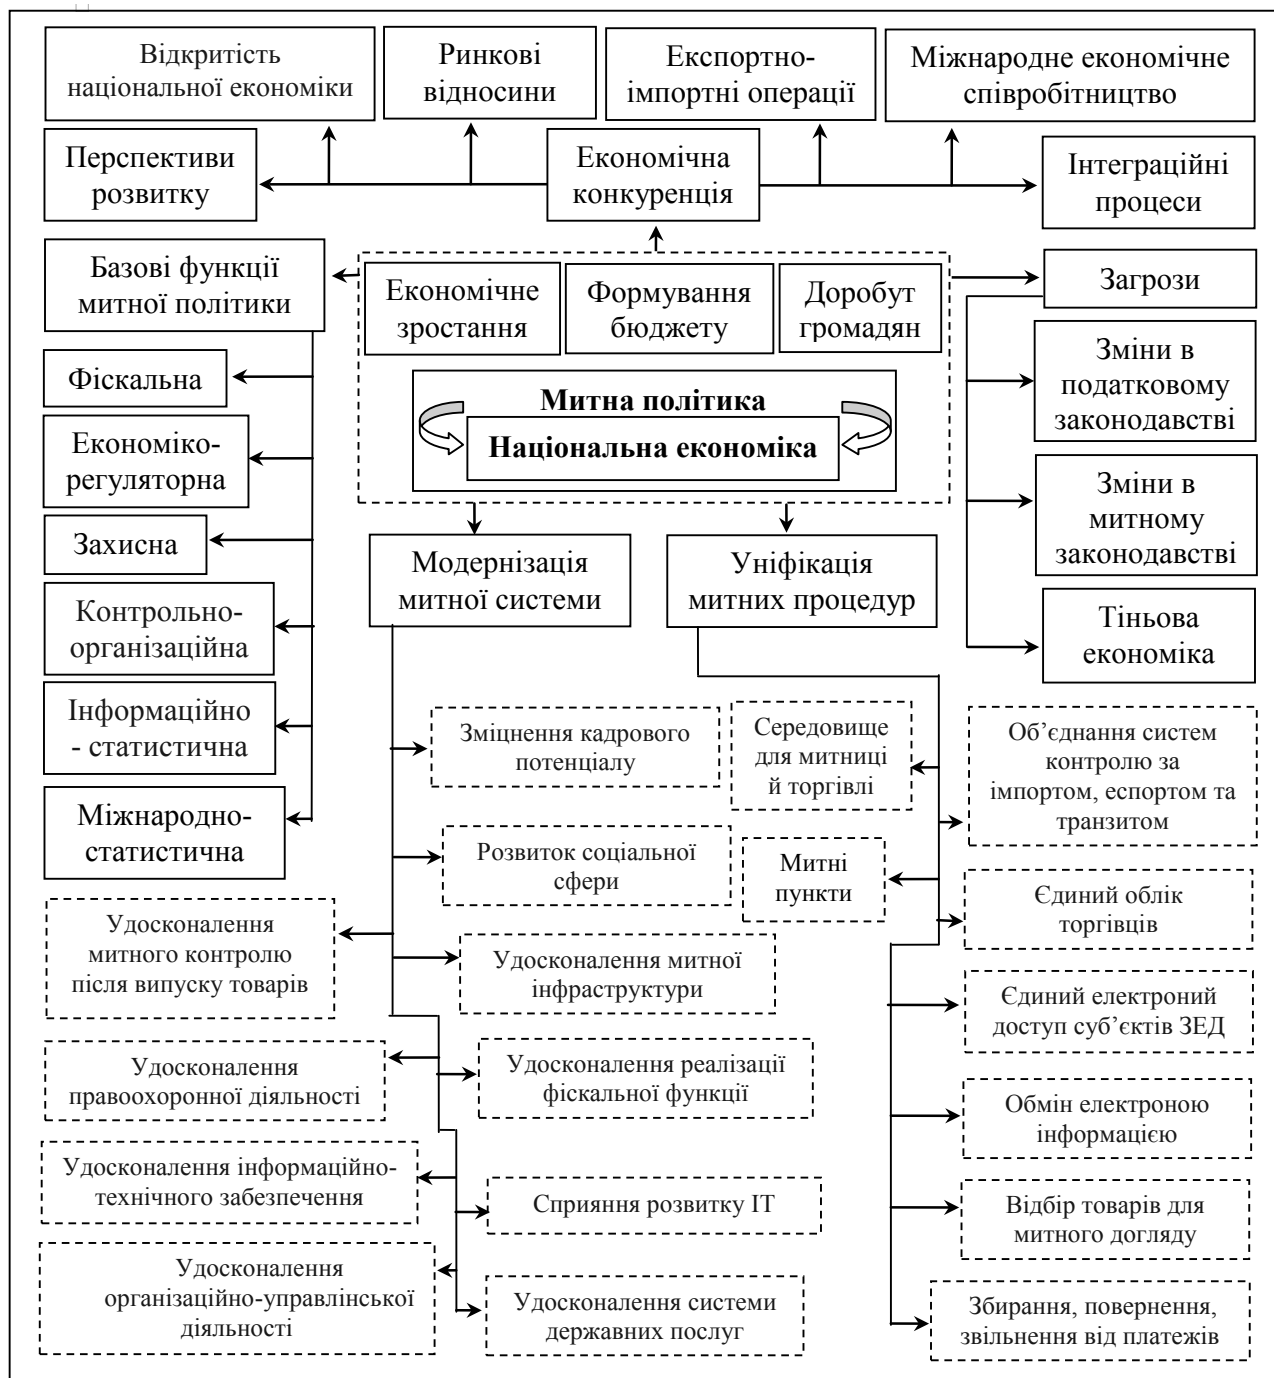 Відкритість
національної економіки
Ринкові
відносини
Експортно-
імпортні операції
Міжнародне економічне
співробітництво
Перспективи
розвитку
Економічна
конкуренція
Інтеграційні
процеси
Базові функції
митної політики
Економічне
зростання
Формування
бюджету
Доробут
громадян
Загрози
Фіскальна
Економіко-
регуляторна
Захисна
Контрольно-
організаційна
Інформаційно
- статистична
Міжнародно-
статистична
Митна політика
Національна економіка
Зміни в
податковому
законодавстві
Зміни в
митному
законодавстві
Тіньова
економіка
Модернізація
митної системи
Уніфікація
митних процедур
Зміцнення кадрового
потенціалу
Середовище
для митниці
й торгівлі
Об’єднання систем
контролю за
імпортом, еспортом та
транзитом
Розвиток соціальної
сфери
Митні
пункти
Єдиний облік
торгівців
Удосконалення
митного контролю
після випуску товарів
Удосконалення митної
інфраструктури
Єдиний електроний
доступ суб’єктів ЗЕД
Удосконалення
правоохоронної діяльності
Удосконалення реалізації
фіскальної функції
Обмін електроною
інформацією
Удосконалення інформаційно-
технічного забезпечення
Сприяння розвитку ІТ
Відбір товарів для
митного догляду
Удосконалення
організаційно-управлінської
діяльності
Удосконалення системи
державних послуг
Збирання, повернення,
звільнення від платежів